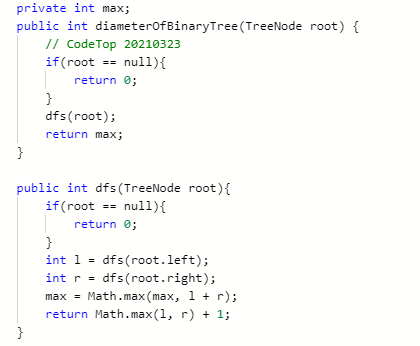 private int max;
public int diameterOfBinaryTree(TreeNode root) {
    // CodeTop 20210323
    if(root == null){
        return 0;
    }
    dfs(root);
    return max;
}

public int dfs(TreeNode root){
    if(root == null){
        return 0;
    }
    int l = dfs(root.left);
    int r = dfs(root.right);
    max = Math.max(max, l + r);
    return Math.max(l, r) + 1;
}